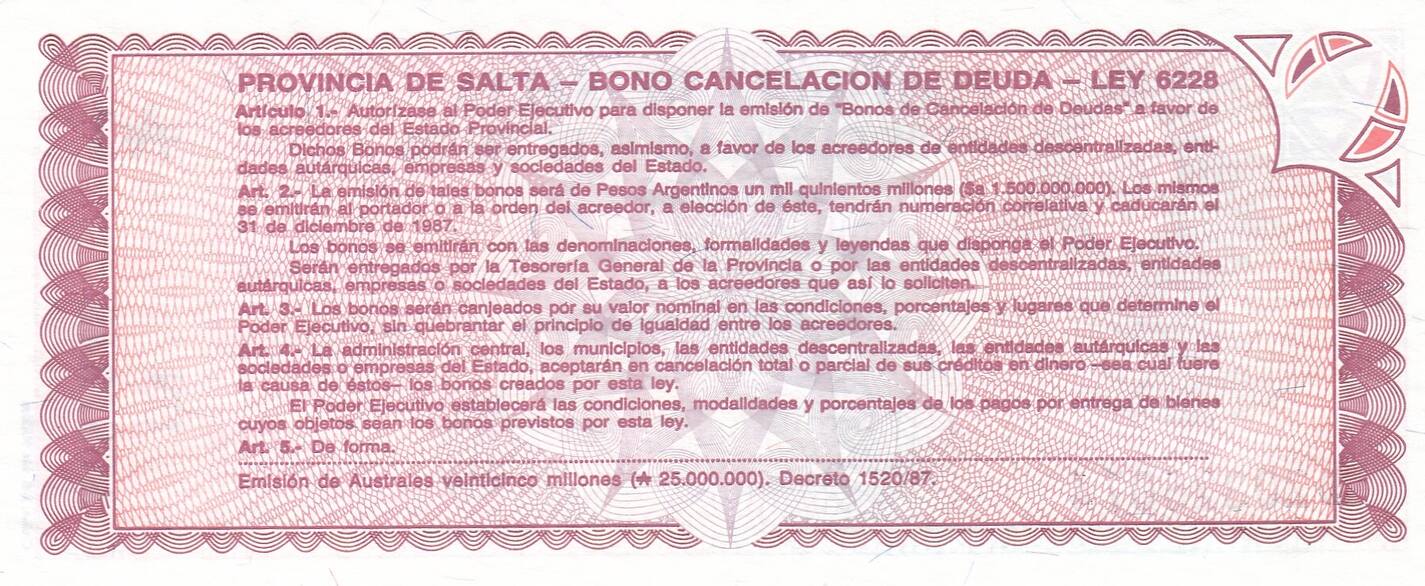 PROVINCIA DE SALTA – BONO CANCELACION DE DEUDA – LEY 6228
Artículo 1.- Autorízase al Poder Ejecutivo para disponer la emisión de "Bonos de Cancelación de Deudas" a favor de
los acreedores del Estado Provincial.
Dichos Bonos podrán ser entregados, asimismo, a favor de los acreedores de entidades descentralizadas, enti-
dades autárquicas, empresas y sociedades del Estado.
Art. 2.- La emisión de tales bonos será de Pesos Argentinos un mil quinientos millones ($a 1.500.000.000). Los mismos
se emitirán al portador o a la orden del acreedor, a elección de éste, tendrán numeración correlativa y caducarán el
31 de diciembre de 1987.
Los bonos se emitirán con las denominaciones, formalidades y leyendas que disponga el Poder Ejecutivo.
Serán entregados por la Tesorería General de la Provincia o por las entidades descentralizadas, entidades
autárquicas, empresas o sociedades del Estado, a los acreedores que así lo soliciten.
Art. 3.- Los bonos serán canjeados por su valor nominal en las condiciones, porcentajes y lugares que determine el
Poder Ejecutivo, sin quebrantar el principio de igualdad entre los acreedores.
Art. 4.- La administración central, los municipios, las entidades descentralizadas, las entidades autárquicas y las
sociedades o empresas del Estado, aceptarán en cancelación total o parcial de sus créditos en dinero –sea cual fuere
la causa de éstos– los bonos creados por esta ley.
El Poder Ejecutivo establecerá las condiciones, modalidades y porcentajes de los pagos por entrega de bienes
cuyos objetos sean los bonos previstos por esta ley.
Art. 5.- De forma.
Emisión de Australes veinticinco millones (₳ 25.000.000). Decreto 1520/87.